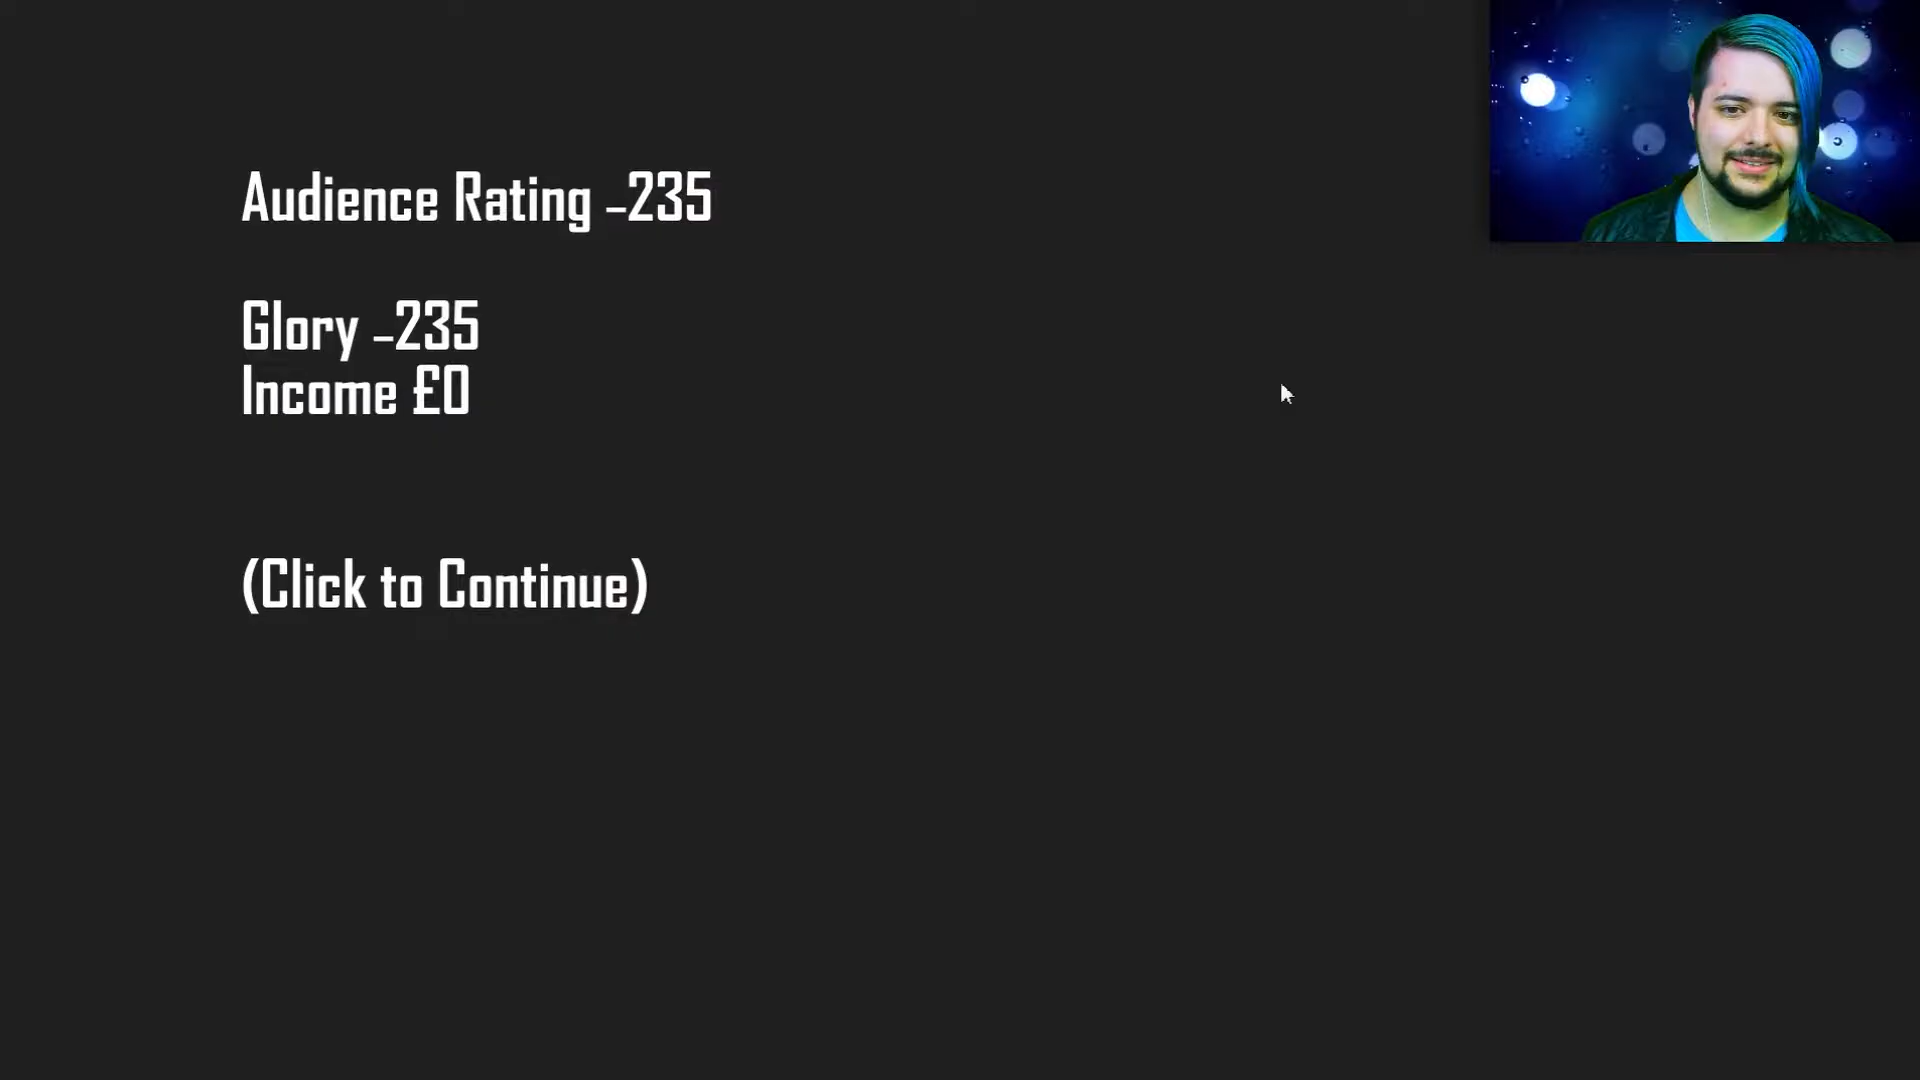 Audience Rating -235
Glory -235
Income £0
(Click to Continue)